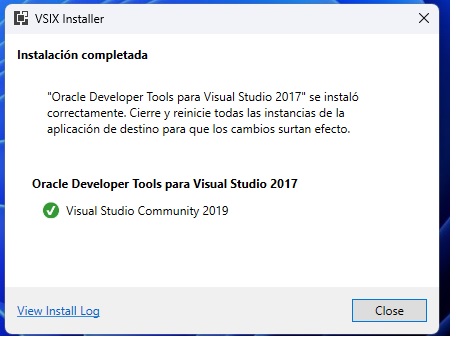 VSIX Installer
Instalación completada
"Oracle Developer Tools para Visual Studio 2017" se instaló
correctamente. Cierre y reinicie todas las instancias de la
aplicación de destino para que los cambios surtan efecto.
Oracle Developer Tools para Visual Studio 2017
Visual Studio Community 2019
View Install Log
Close